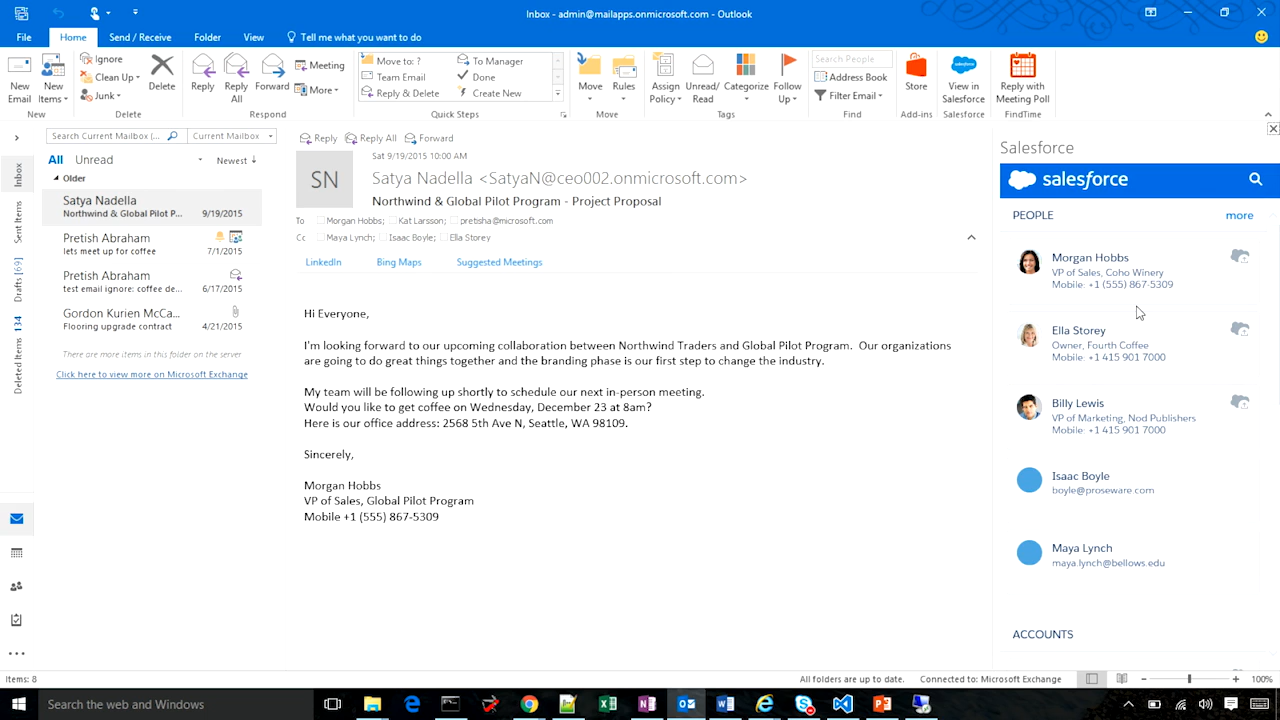 Inbox - admin@mailapps.onmicrosoft.com - Outlook
File Home Send / Receive Folder View Tell me what you want to do
New Email
New Items
New
Ignore
Clean Up
Junk
Delete
Delete
Reply
Reply All
Forward
Meeting
More
Respond
Move to: ?
Team Email
Reply & Delete
To Manager
Done
Create New
Quick Steps
Move
Rules
Move
Assign Policy
Unread/ Read
Categorize
Follow Up
Tags
Search People
Address Book
Filter Email
Find
Store
Add-ins
View in Salesforce
Salesforce
Reply with Meeting Poll
FindTime
Inbox
Sent Items
Drafts [69]
Deleted Items 134
Search Current Mailbox (... Current Mailbox
All Unread Newest
Older
Satya Nadella
Northwind & Global Pilot P... 9/19/2015
Pretish Abraham
lets meet up for coffee 7/1/2015
Pretish Abraham
test email ignore: coffee de... 6/17/2015
Gordon Kurien McCa...
Flooring upgrade contract 4/21/2015
There are more items in this folder on the server
Click here to view more on Microsoft Exchange
Reply Reply All Forward
Sat 9/19/2015 10:00 AM
SN
Satya Nadella <SatyaN@ceo002.onmicrosoft.com>
Northwind & Global Pilot Program - Project Proposal
To Morgan Hobbs; Kat Larsson; pretisha@microsoft.com
Cc Maya Lynch; Isaac Boyle; Ella Storey
LinkedIn Bing Maps Suggested Meetings
Hi Everyone,
I'm looking forward to our upcoming collaboration between Northwind Traders and Global Pilot Program. Our organizations
are going to do great things together and the branding phase is our first step to change the industry.
My team will be following up shortly to schedule our next in-person meeting.
Would you like to get coffee on Wednesday, December 23 at 8am?
Here is our office address: 2568 5th Ave N, Seattle, WA 98109.
Sincerely,
Morgan Hobbs
VP of Sales, Global Pilot Program
Mobile +1 (555) 867-5309
Salesforce
salesforce
PEOPLE more
Morgan Hobbs
VP of Sales, Coho Winery
Mobile: +1 (555) 867-5309
Ella Storey
Owner, Fourth Coffee
Mobile: +1 415 901 7000
Billy Lewis
VP of Marketing, Nod Publishers
Mobile: +1 415 901 7000
Isaac Boyle
boyle@proseware.com
Maya Lynch
maya.lynch@bellows.edu
ACCOUNTS
Items: 8 All folders are up to date. Connected to: Microsoft Exchange 100%
Search the web and Windows